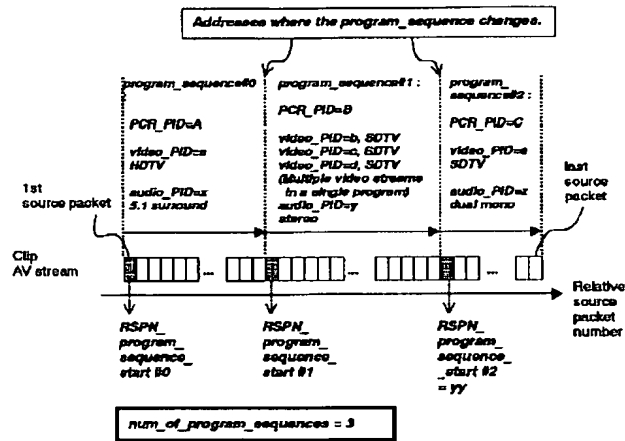 Addresses where the program_sequence changes.
program_sequence#0
PCR_PID=A
video_PID=a
HDTV
audio_PID=x
5.1 surround
program_sequence#1 :
PCR_PID=B
video_PID=b, SDTV
video_PID=c, SDTV
video_PID=d, SDTV
(Multiple video streams
in a single program)
audio_PID=y
stereo
program_
sequence#2 :
PCR_PID=C
video_PID=e
SDTV
audio_PID=z
dual mono
1st
source packet
last
source
packet
Clip
AV stream
...
...
...
Relative
source
packet
number
RSPN_
program_
sequence_
start #0
RSPN_
program_
sequence_
start #1
RSPN_
program_
sequence_
_start #2
= yy
num_of_program_sequences = 3